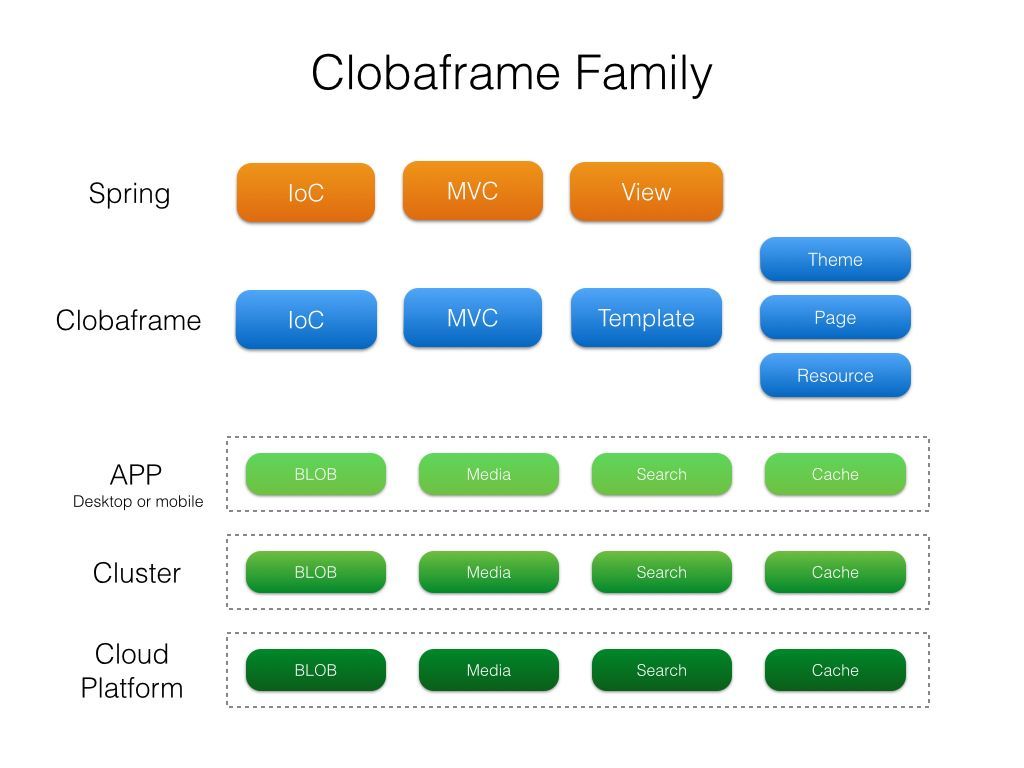 Clobaframe Family
Spring
IoC
MVC
View
Clobaframe
IoC
MVC
Template
Theme
Page
Resource
APP
Desktop or mobile
BLOB
Media
Search
Cache
Cluster
BLOB
Media
Search
Cache
Cloud
Platform
BLOB
Media
Search
Cache